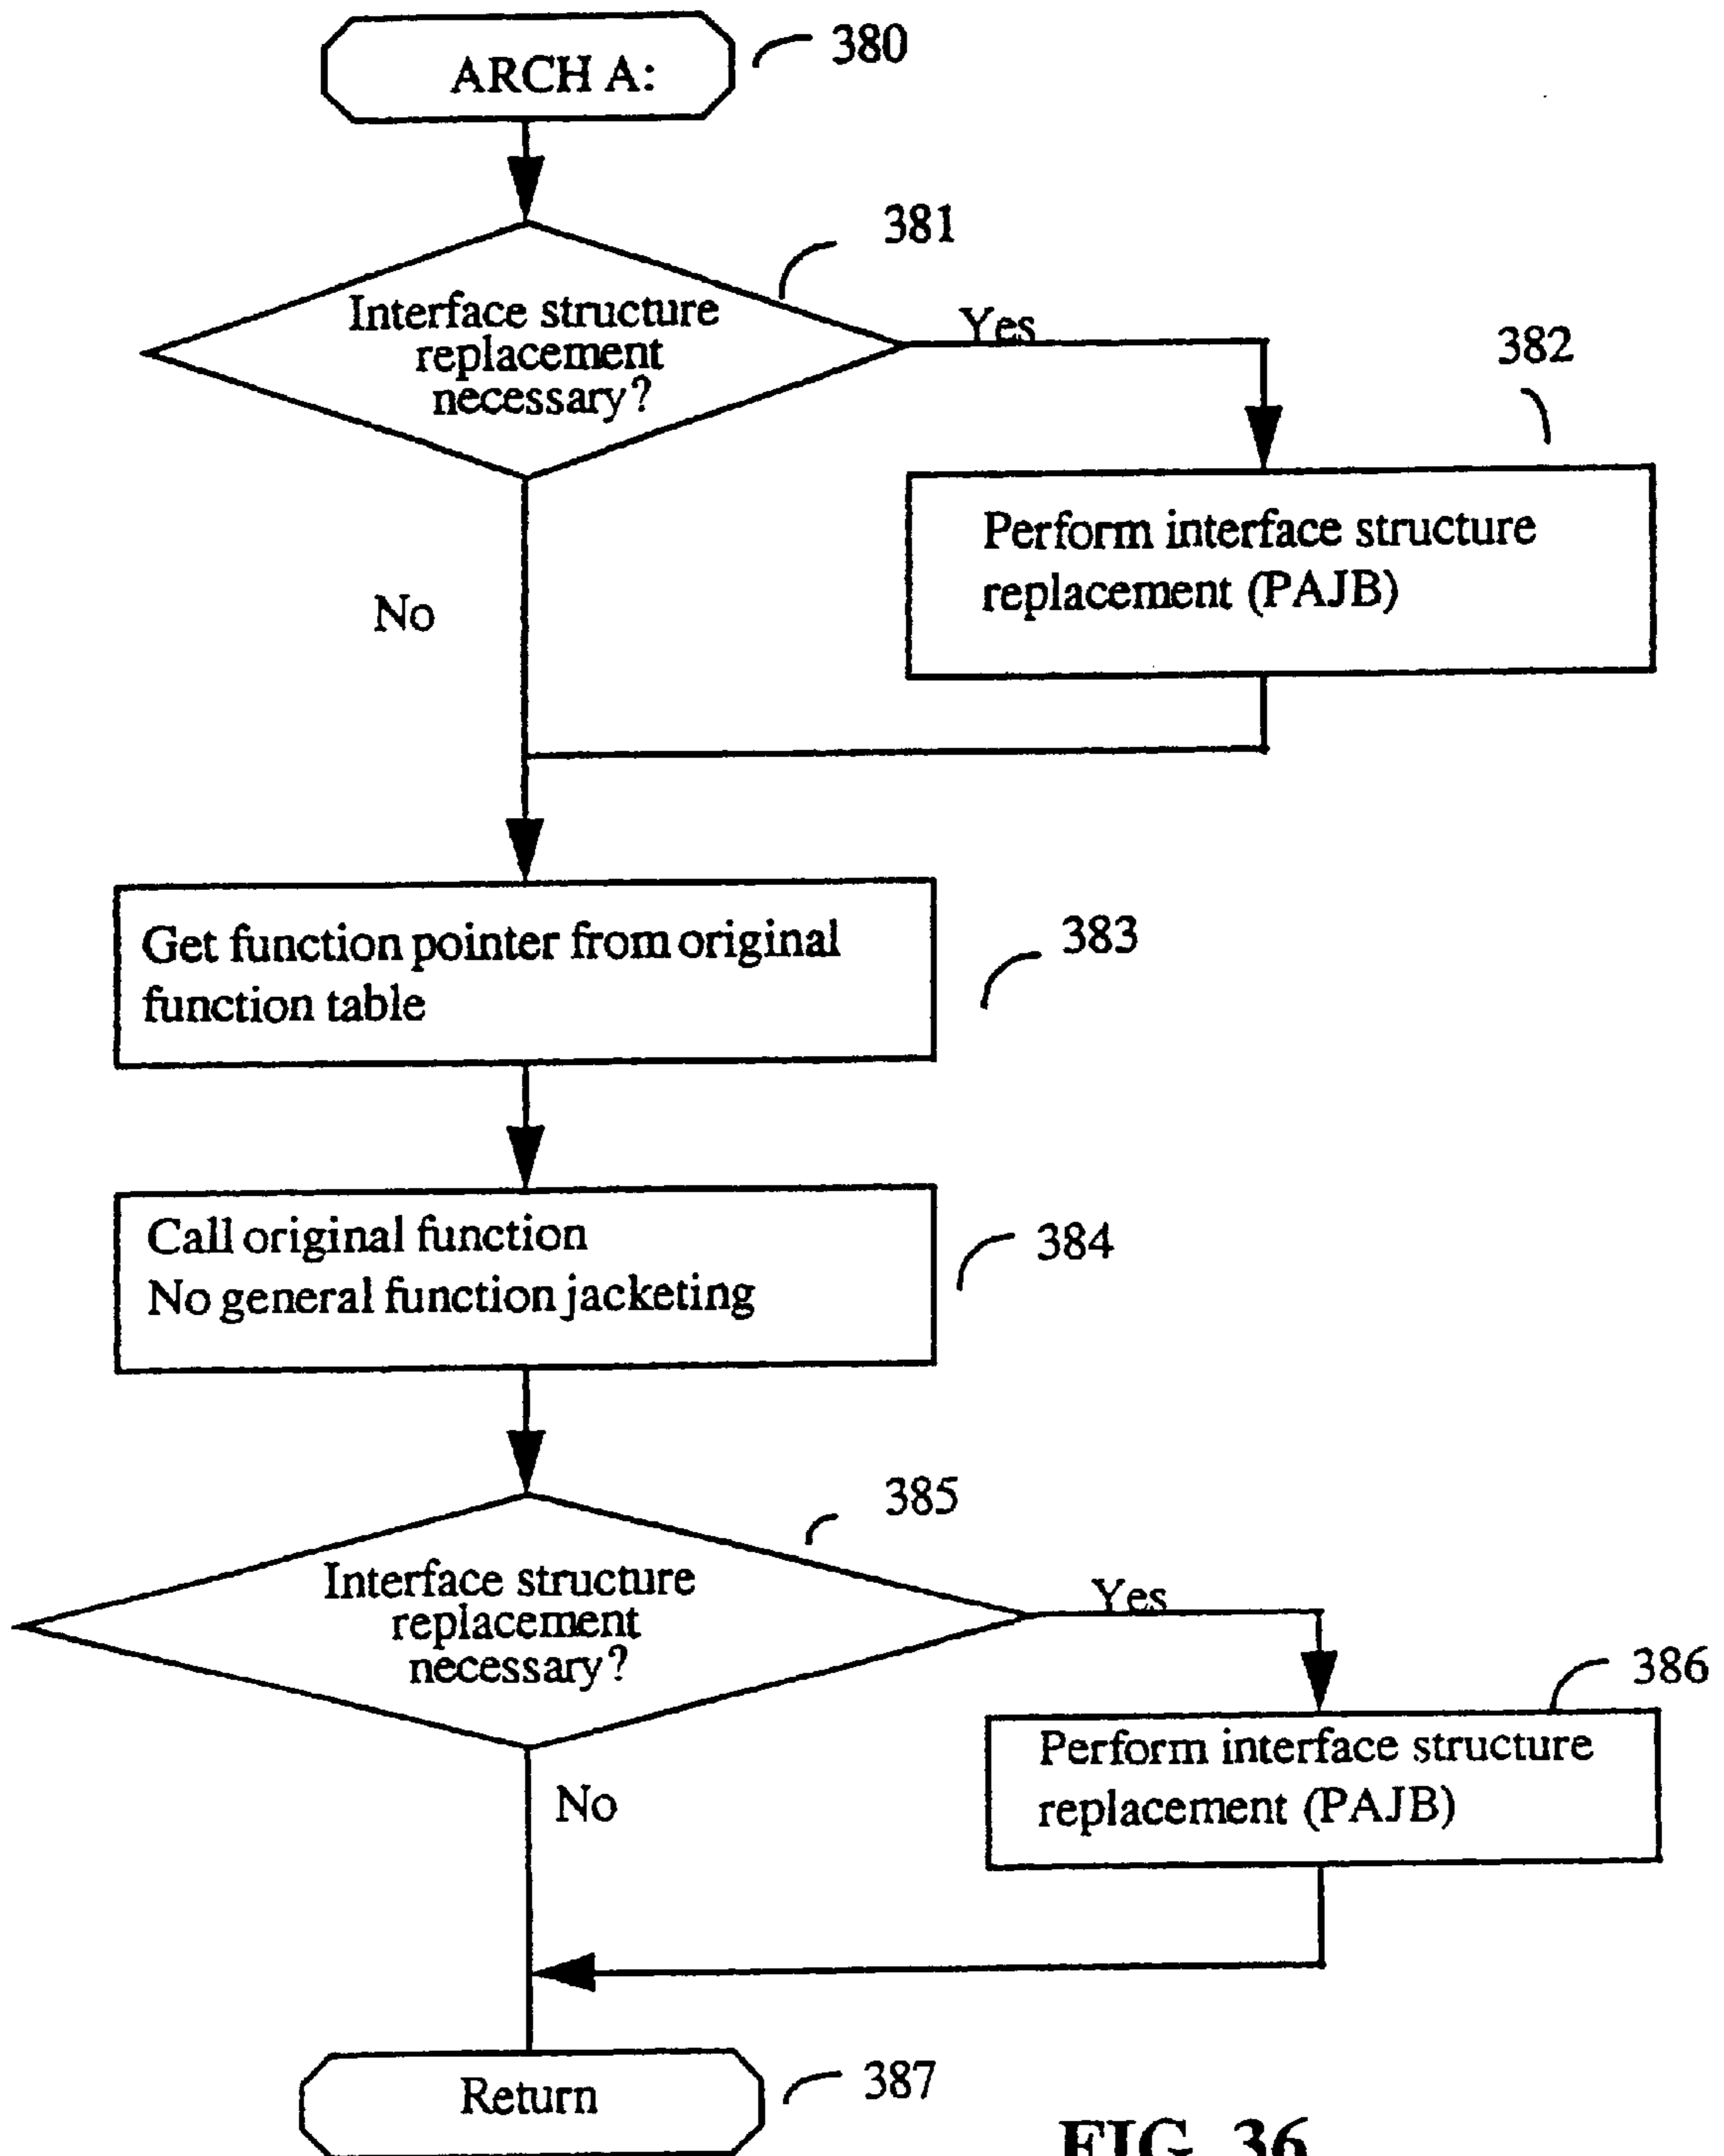 ARCH A:
380
381
Interface structure
replacement
necessary?
Yes
382
Perform interface structure
replacement (PAJB)
No
Get function pointer from original
function table
383
Call original function
No general function jacketing
384
385
Interface structure
replacement
necessary?
Yes
386
Perform interface structure
replacement (PAJB)
No
Return
387
FIG. 36